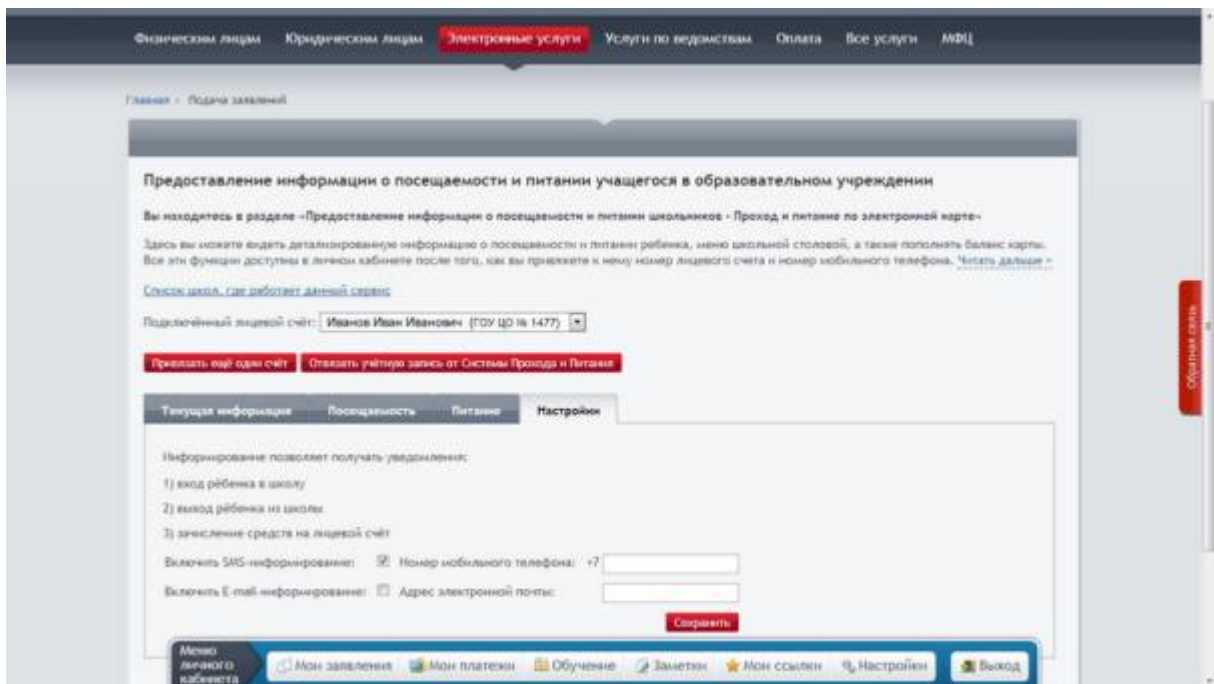 Физическим лицам Юридическим лицам Электронные услуги Услуги по ведомствам Оплата Все услуги МФЦ
Главная › Подача заявлений
Предоставление информации о посещаемости и питании учащегося в образовательном учреждении
Вы находитесь в разделе «Предоставление информации о посещаемости и питании школьников - Проход и питание по электронной карте»
Здесь вы можете видеть детализированную информацию о посещаемости и питании ребенка, меню школьной столовой, а также пополнять баланс карты.
Все эти функции доступны в личном кабинете после того, как вы привяжете к нему номер лицевого счета и номер мобильного телефона. Читать дальше »
Список школ, где работает данный сервис
Подключённый лицевой счёт: Иванов Иван Иванович (ГОУ ЦО № 1477)
Привязать ещё один счёт Отвязать учётную запись от Системы Прохода и Питания
Обратная связь
Текущая информация Посещаемость Питание Настройки
Информирование позволяет получать уведомления:
1) вход ребёнка в школу
2) выход ребёнка из школы
3) зачисление средств на лицевой счёт
Включить SMS-информирование: Номер мобильного телефона: +7
Включить E-mail информирование: Адрес электронной почты:
Сохранить
Меню
личного
кабинета
Мои заявления Мои платежи Обучение Заметки Мои ссылки Настройки Выход